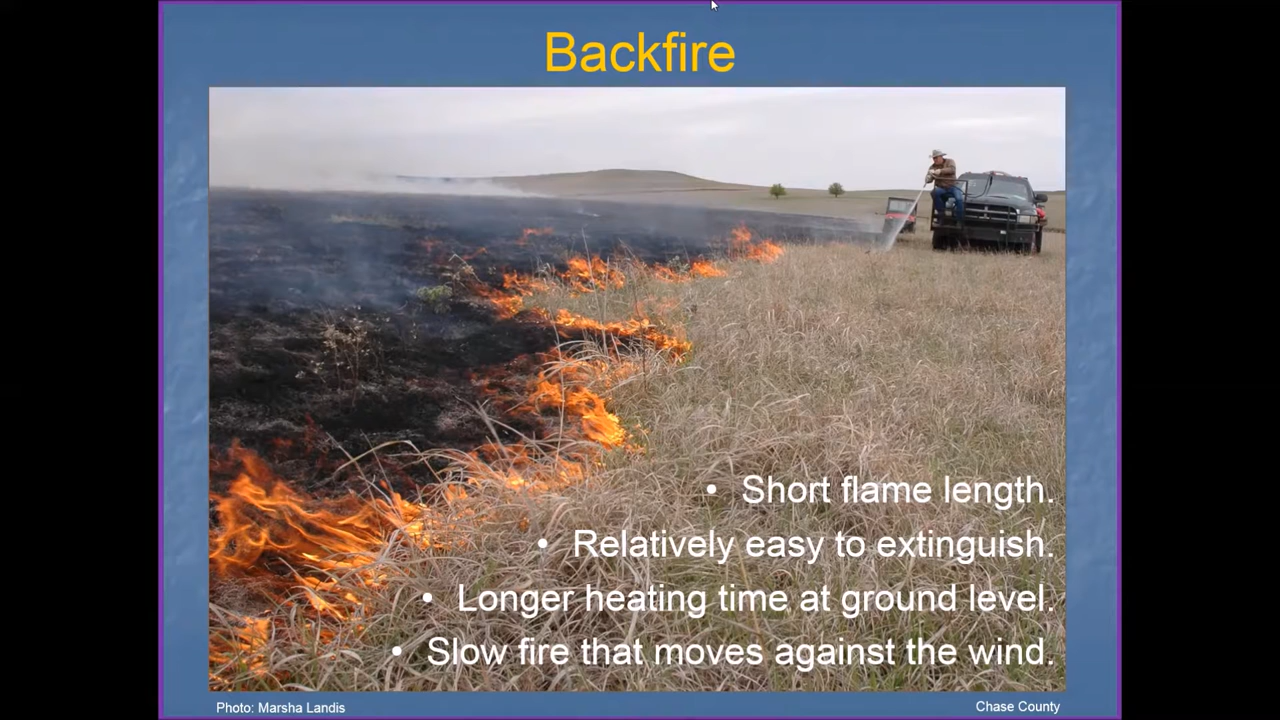 Backfire
• Short flame length.
• Relatively easy to extinguish.
• Longer heating time at ground level.
• Slow fire that moves against the wind.
Photo: Marsha Landis
Chase County